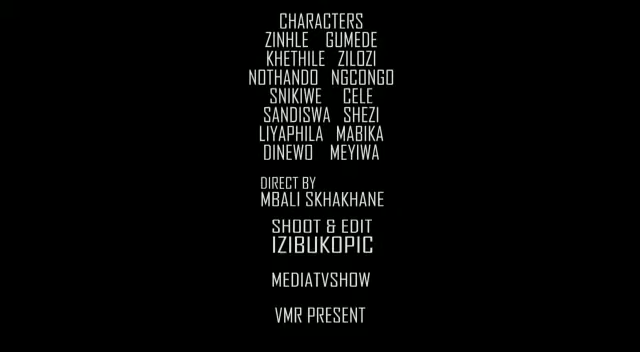 CHARACTERS
ZINHLE GUMEDE
KHETHILE ZILOZI
NOTHANDO NGCONGO
SNIKIWE CELE
SANDISWA SHEZI
LIYAPHILA MABIKA
DINEWO MEYIWA
DIRECT BY
MBALI SKHAKHANE
SHOOT & EDIT
IZIBUKOPIC
MEDIATVSHOW
VMR PRESENT